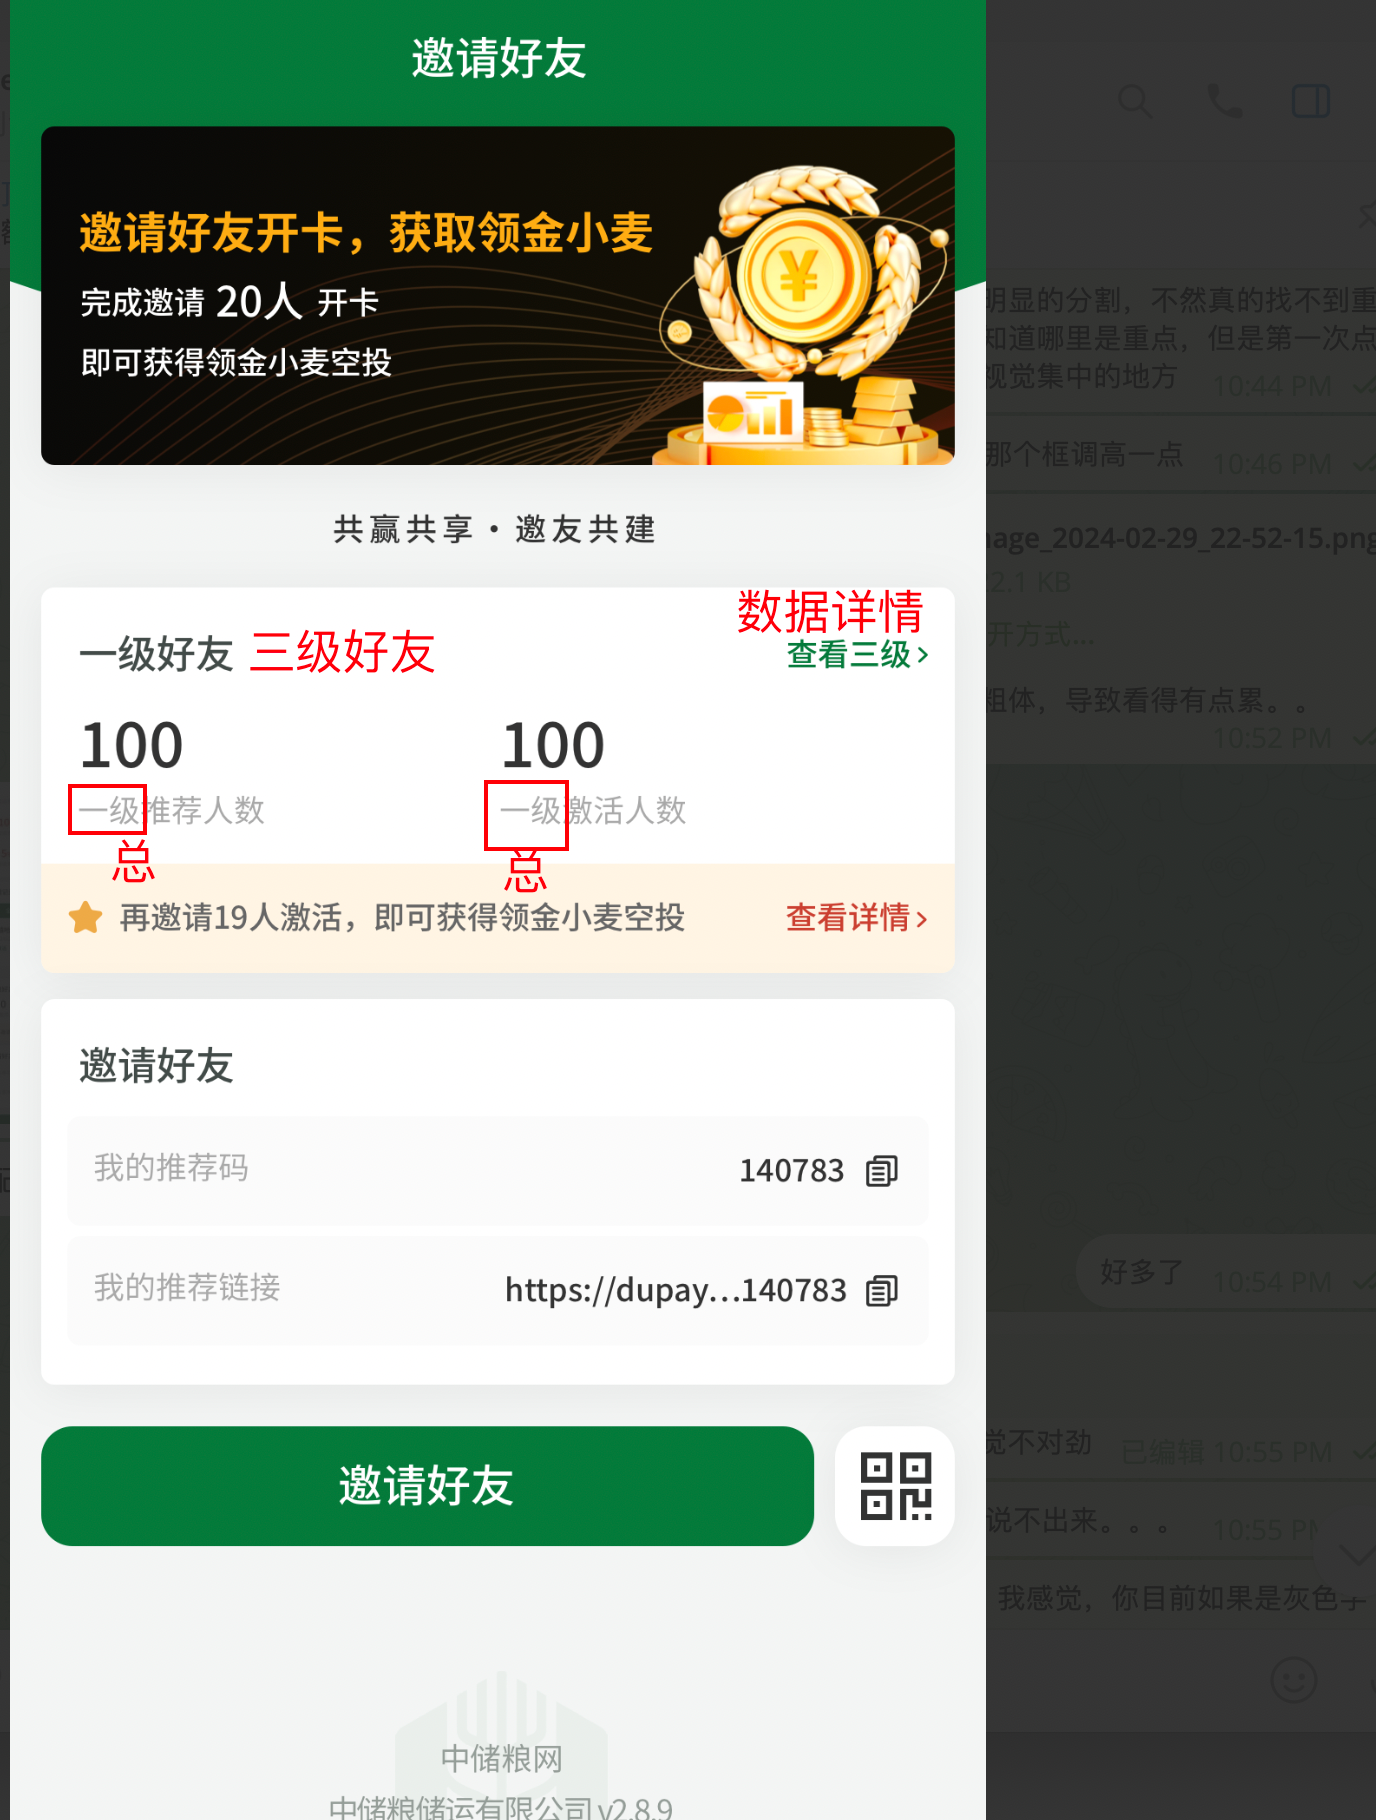 邀请好友
邀请好友开卡，获取领金小麦
完成邀请 20人 开卡
即可获得领金小麦空投
共赢共享·邀友共建
数据详情
一级好友 三级好友
查看三级
100
100
一级推荐人数
一级激活人数
总
总
再邀请19人激活，即可获得领金小麦空投
查看详情
邀请好友
我的推荐码
140783
我的推荐链接
https://dupay...140783
邀请好友
中储粮网
中储粮储运有限公司 v2.8.9
明显的分割，不然真的找不到重
知道哪里是重点，但是第一次点
视觉集中的地方
10:44 PM
那个框调高一点
10:46 PM
age_2024-02-29_22-52-15.png
2.1 KB
开方式...
粗体，导致看得有点累。。
10:52 PM
好多了
10:54 PM
觉不对劲
已编辑 10:55 PM
说不出来。。。
10:55 PM
我感觉，你目前如果是灰色字